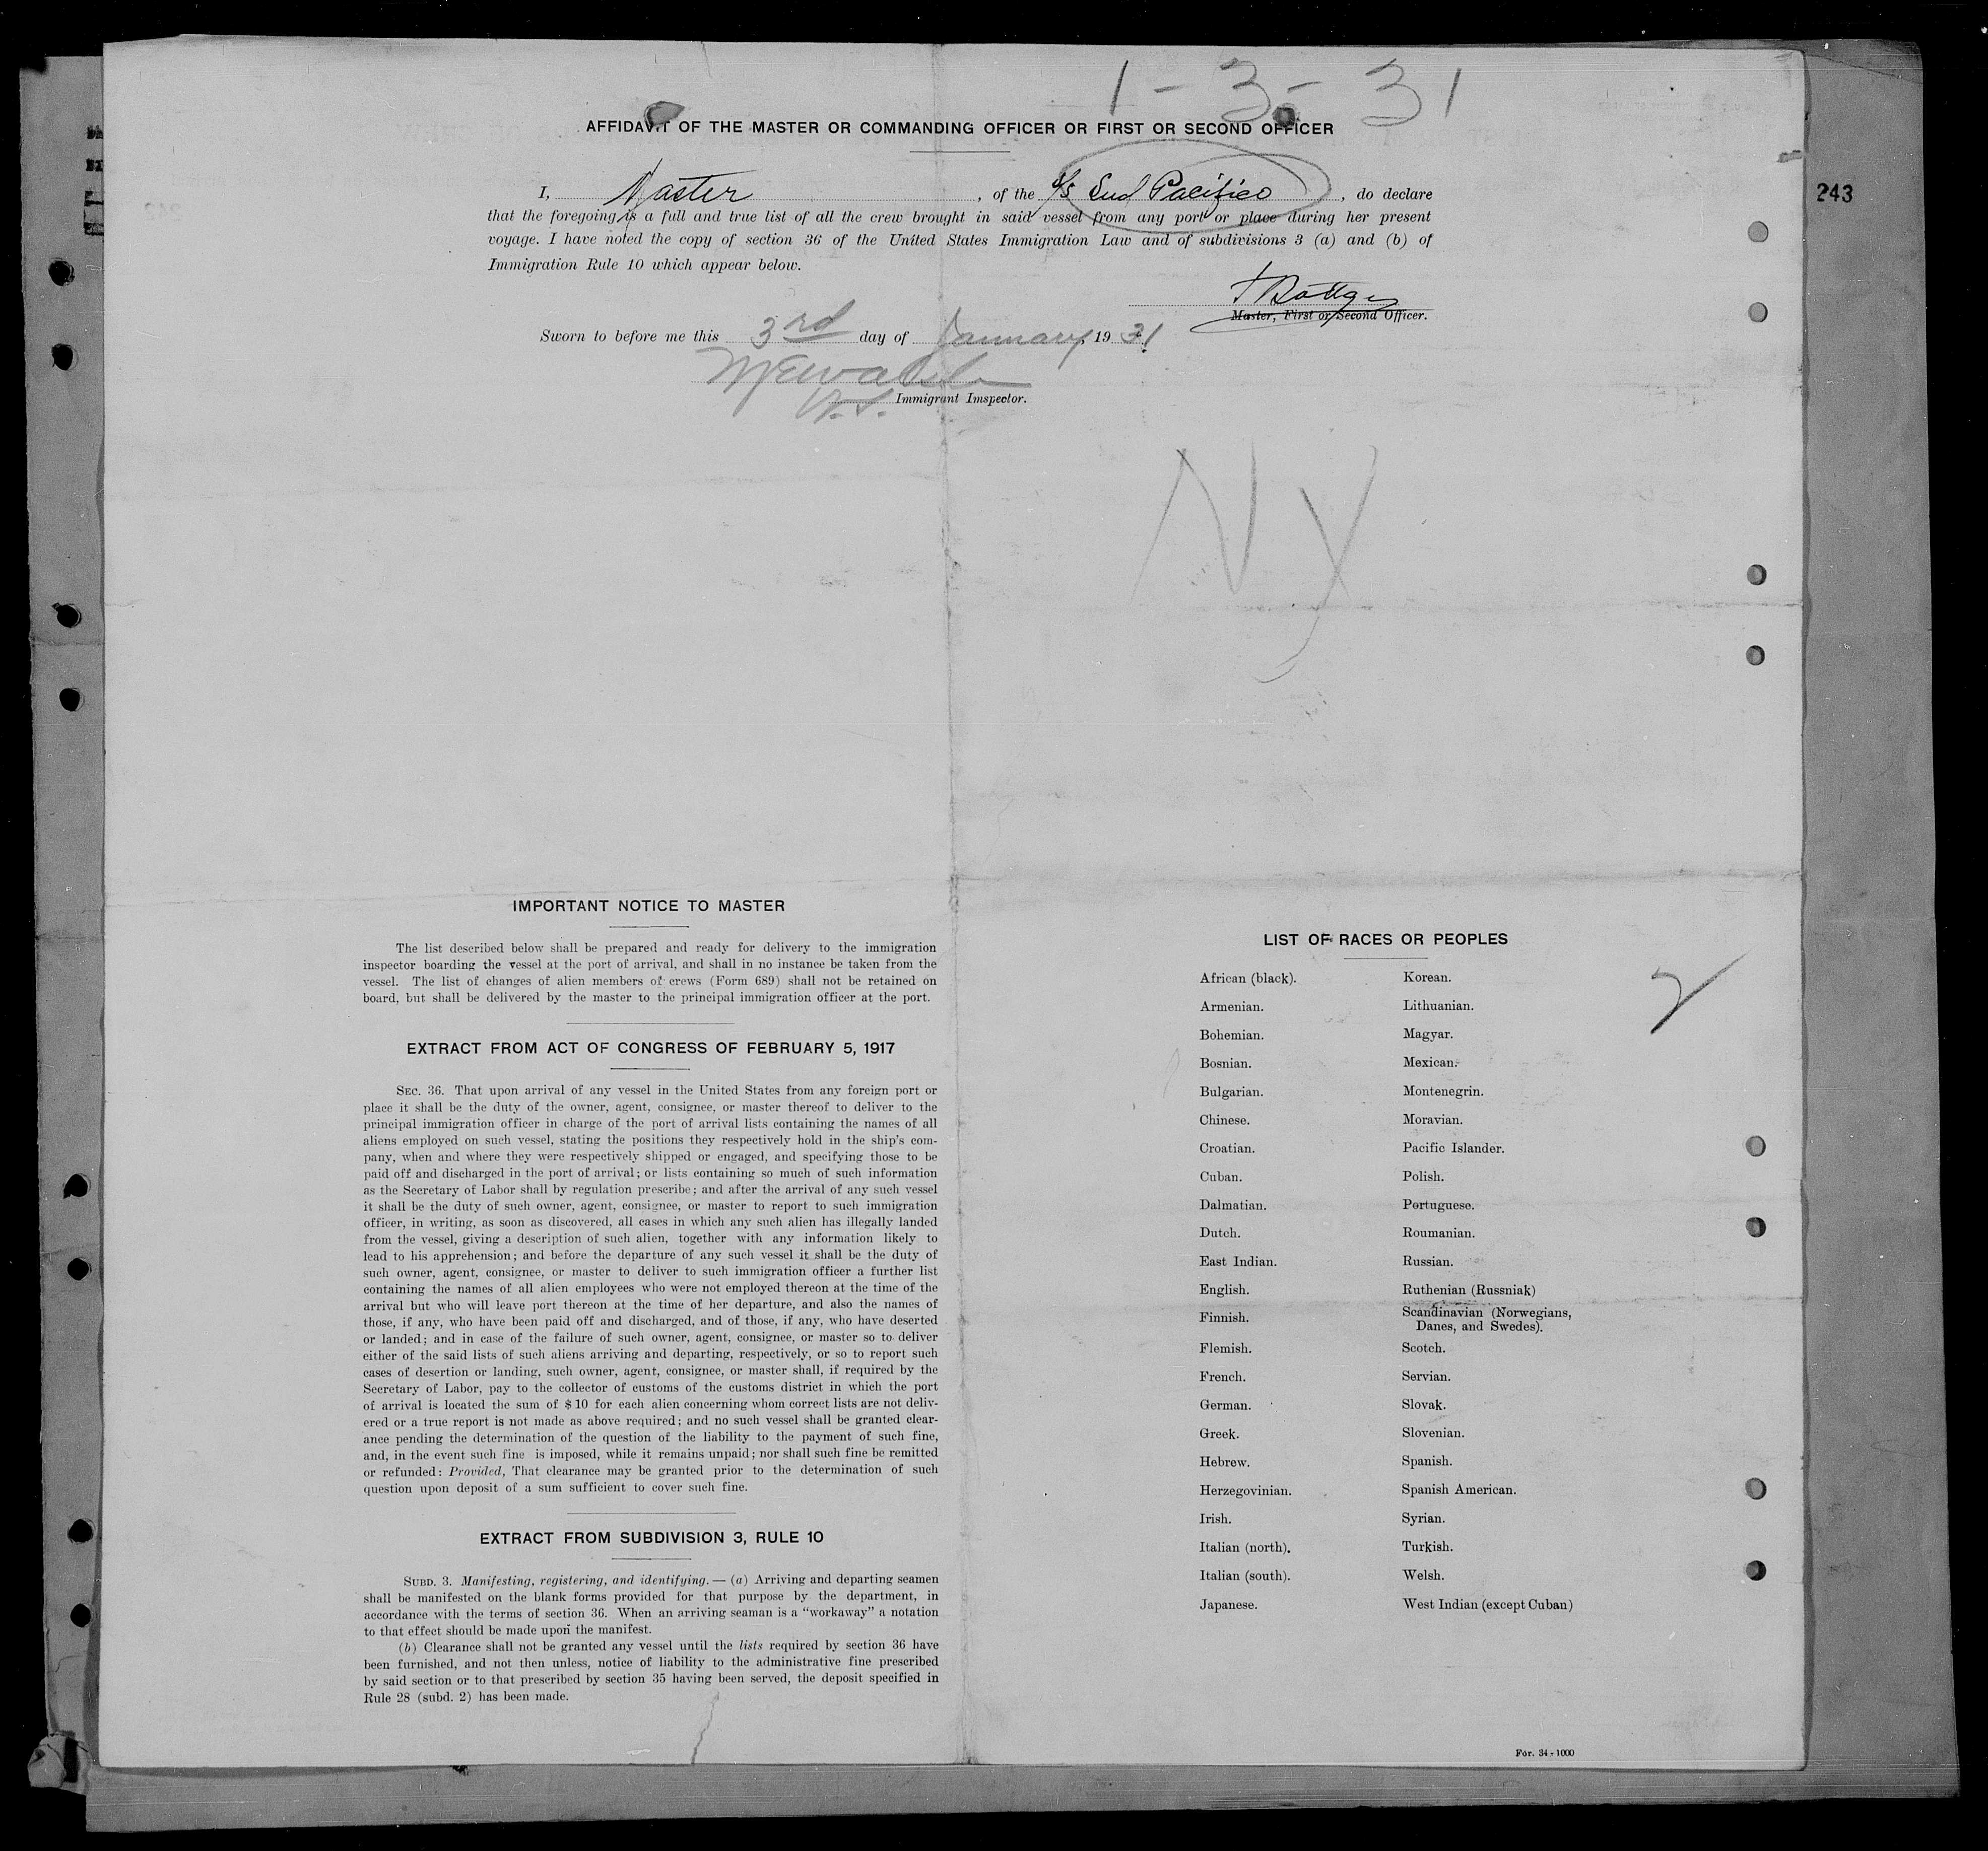 1-3-31
AFFIDAVIT OF THE MASTER OR COMMANDING OFFICER OR FIRST OR SECOND OFFICER
I, Master, of the S/S Sud Pacifico, do declare
243
that the foregoing is a full and true list of all the crew brought in said vessel from any port or place during her present
voyage. I have noted the copy of section 36 of the United States Immigration Law and of subdivisions 3 (a) and (b) of
Immigration Rule 10 which appear below.
Master, First or Second Officer.
Sworn to before me this 3rd day of January, 1931
Immigrant Imspector.
NY
IMPORTANT NOTICE TO MASTER
The list described below shall be prepared and ready for delivery to the immigration
inspector boarding the vessel at the port of arrival, and shall in no instance be taken from the
vessel. The list of changes of alien members of crews (Form 689) shall not be retained on
board, but shall be delivered by the master to the principal immigration officer at the port.
EXTRACT FROM ACT OF CONGRESS OF FEBRUARY 5, 1917
SEC. 36. That upon arrival of any vessel in the United States from any foreign port or
place it shall be the duty of the owner, agent, consignee, or master thereof to deliver to the
principal immigration officer in charge of the port of arrival lists containing the names of all
aliens employed on such vessel, stating the positions they respectively hold in the ship's com-
pany, when and where they were respectively shipped or engaged, and specifying those to be
paid off and discharged in the port of arrival; or lists containing so much of such information
as the Secretary of Labor shall by regulation prescribe; and after the arrival of any such vessel
it shall be the duty of such owner, agent, consignee, or master to report to such immigration
officer, in writing, as soon as discovered, all cases in which any such alien has illegally landed
from the vessel, giving a description of such alien, together with any information likely to
lead to his apprehension; and before the departure of any such vessel it shall be the duty of
such owner, agent, consignee, or master to deliver to such immigration officer a further list
containing the names of all alien employees who were not employed thereon at the time of the
arrival but who will leave port thereon at the time of her departure, and also the names of
those, if any, who have been paid off and discharged, and of those, if any, who have deserted
or landed; and in case of the failure of such owner, agent, consignee, or master so to deliver
either of the said lists of such aliens arriving and departing, respectively, or so to report such
cases of desertion or landing, such owner, agent, consignee, or master shall, if required by the
Secretary of Labor, pay to the collector of customs of the customs district in which the port
of arrival is located the sum of $10 for each alien concerning whom correct lists are not deliv-
ered or a true report is not made as above required; and no such vessel shall be granted clear-
ance pending the determination of the question of the liability to the payment of such fine,
and, in the event such fine is imposed, while it remains unpaid; nor shall such fine be remitted
or refunded: Provided, That clearance may be granted prior to the determination of such
question upon deposit of a sum sufficient to cover such fine.
EXTRACT FROM SUBDIVISION 3, RULE 10
SUBD. 3. Manifesting, registering, and identifying.— (a) Arriving and departing seamen
shall be manifested on the blank forms provided for that purpose by the department, in
accordance with the terms of section 36. When an arriving seaman is a "workaway" a notation
to that effect should be made upon the manifest.
(b) Clearance shall not be granted any vessel until the lists required by section 36 have
been furnished, and not then unless, notice of liability to the administrative fine prescribed
by said section or to that prescribed by section 35 having been served, the deposit specified in
Rule 28 (subd. 2) has been made.
LIST OF RACES OR PEOPLES
African (black).
Armenian.
Bohemian.
Bosnian.
Bulgarian.
Chinese.
Croatian.
Cuban.
Dalmatian.
Dutch.
East Indian.
English.
Finnish.
Flemish.
French.
German.
Greek.
Hebrew.
Herzegovinian.
Irish.
Italian (north).
Italian (south).
Japanese.
Korean.
Lithuanian.
Magyar.
Mexican.
Montenegrin.
Moravian.
Pacific Islander.
Polish.
Portuguese.
Roumanian.
Russian.
Ruthenian (Russniak)
Scandinavian (Norwegians,
Danes, and Swedes).
Scotch.
Servian.
Slovak.
Slovenian.
Spanish.
Spanish American.
Syrian.
Turkish.
Welsh.
West Indian (except Cuban)
For. 34-1000